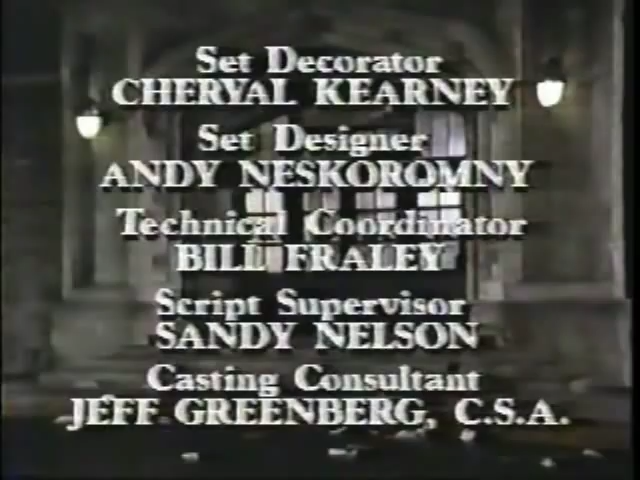 Set Decorator
CHERYAL KEARNEY
Set Designer
ANDY NESKOROMNY
Technical Coordinator
BILL FRALEY
Script Supervisor
SANDY NELSON
Casting Consultant
JEFF GREENBERG, C.S.A.